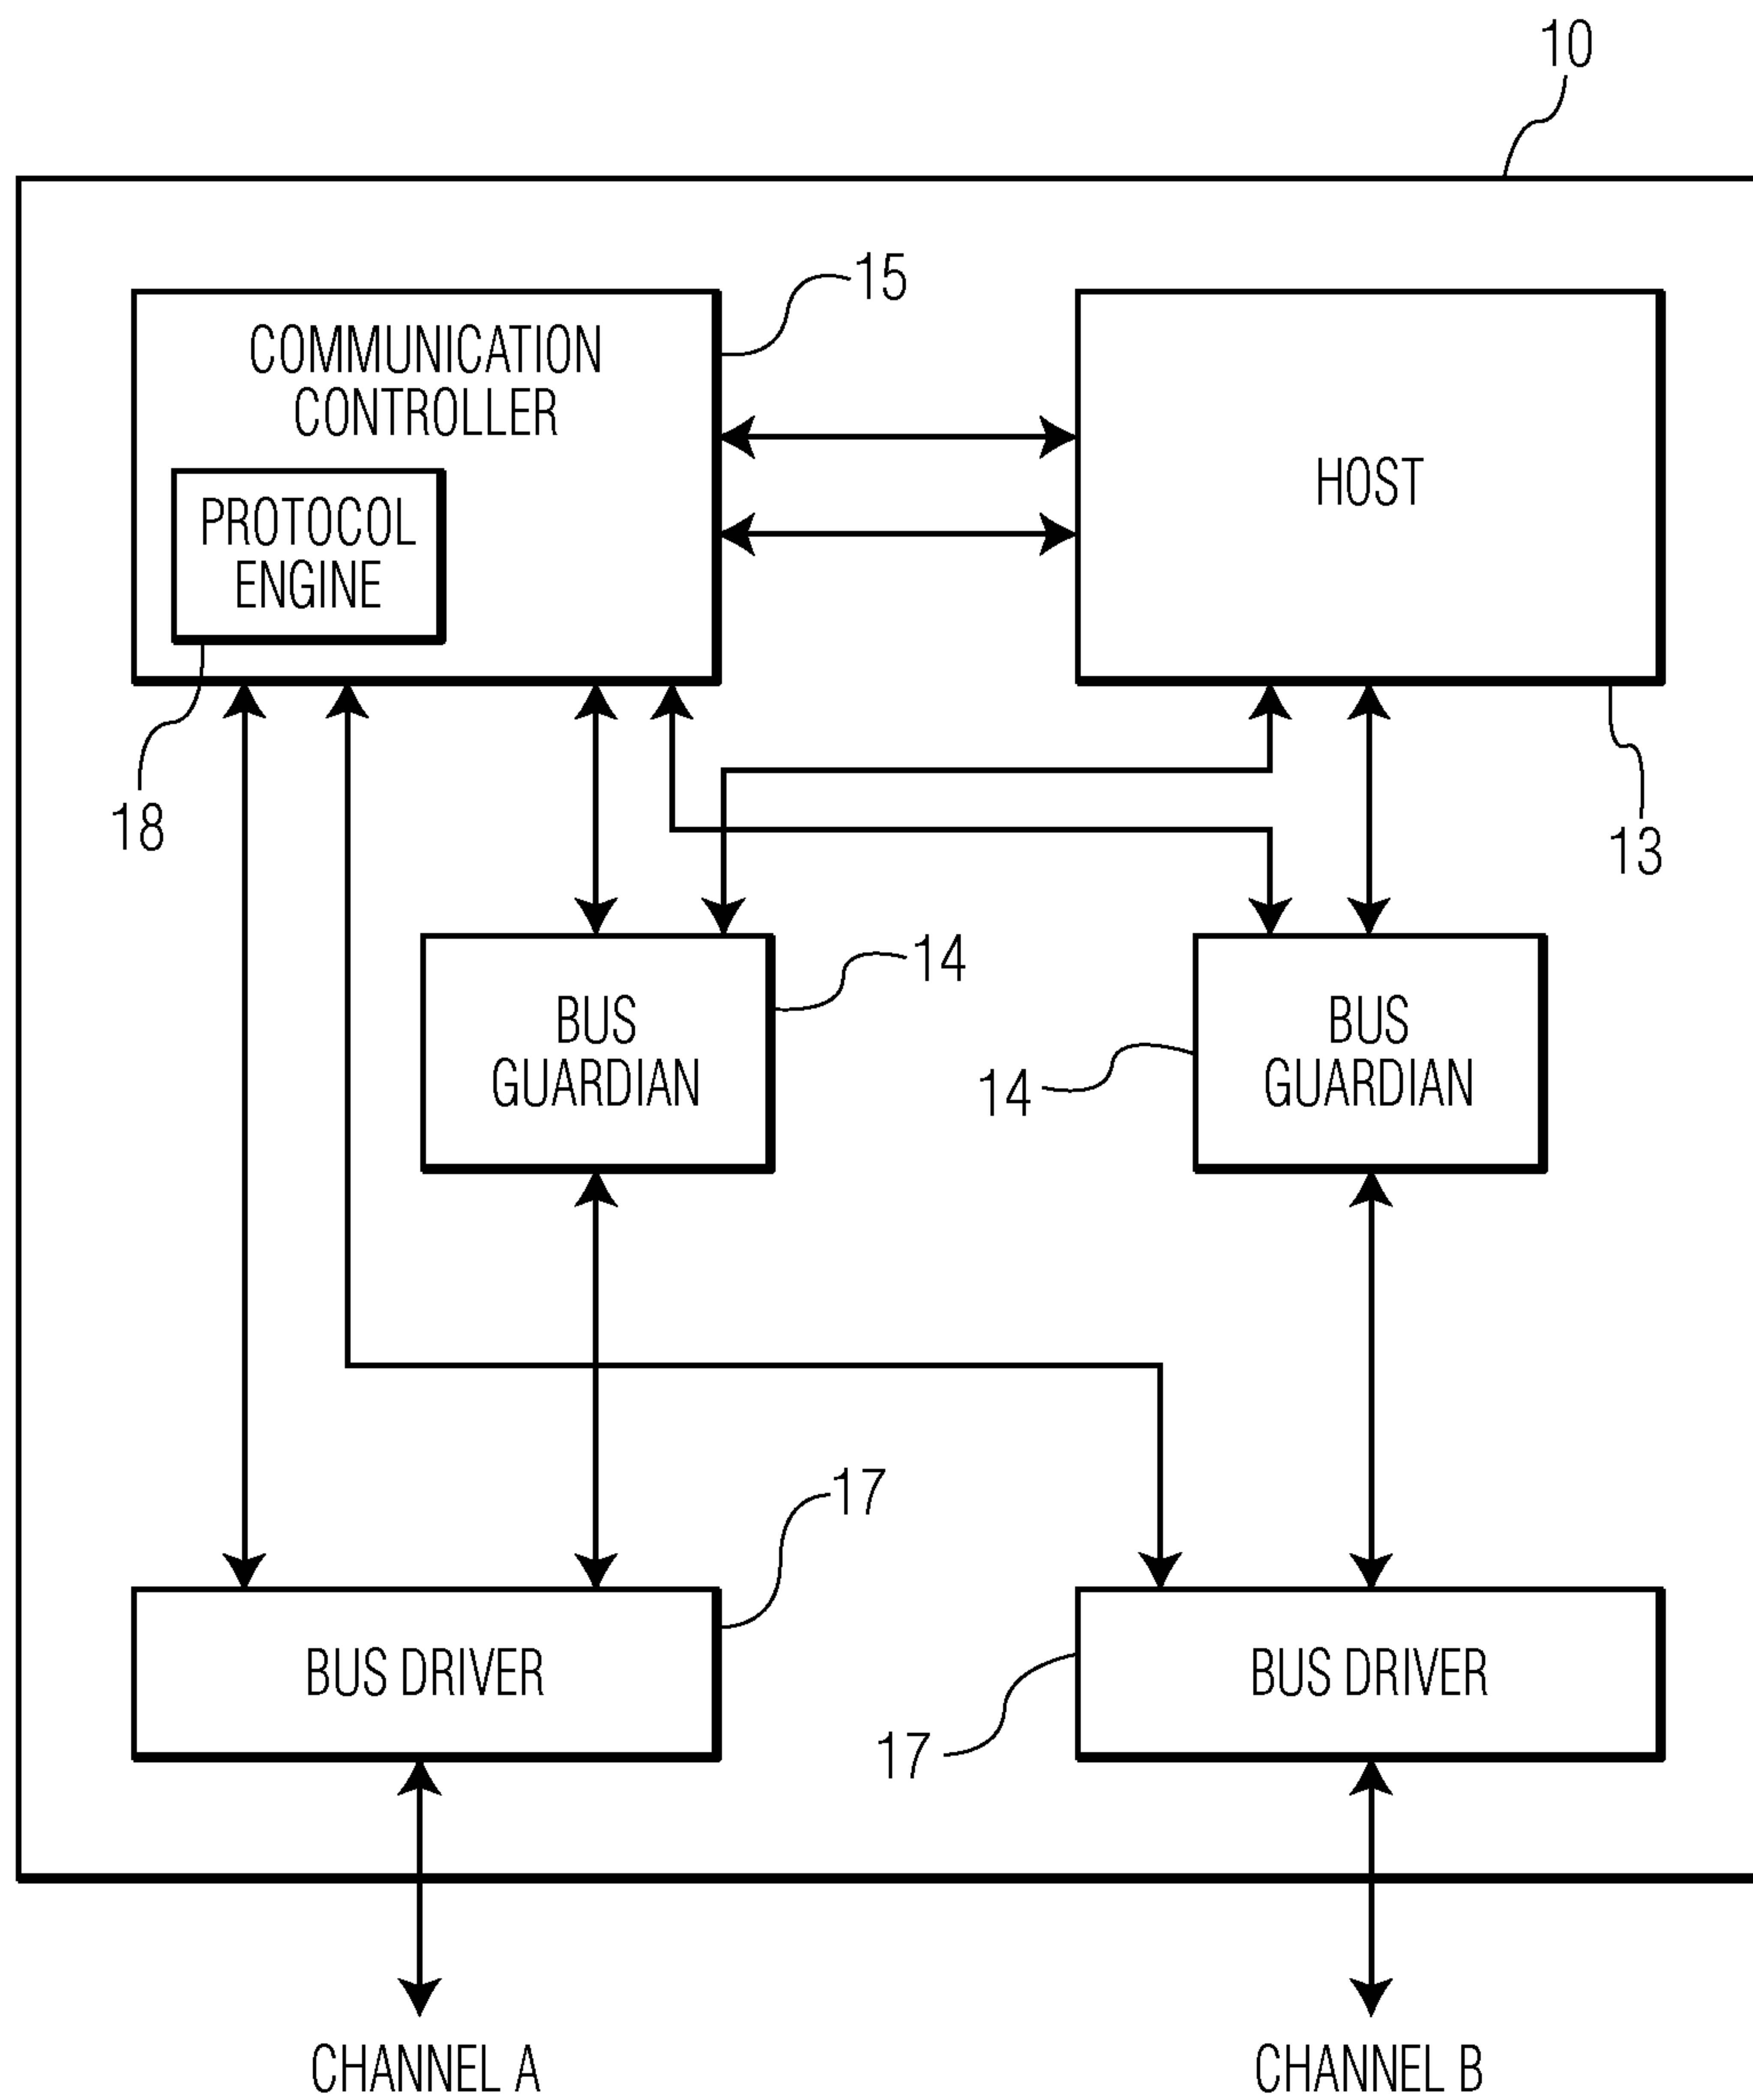 10
15
COMMUNICATION
CONTROLLER
HOST
PROTOCOL
ENGINE
18
13
14
BUS
GUARDIAN
14
BUS
GUARDIAN
17
BUS DRIVER
17
BUS DRIVER
CHANNEL A
CHANNEL B